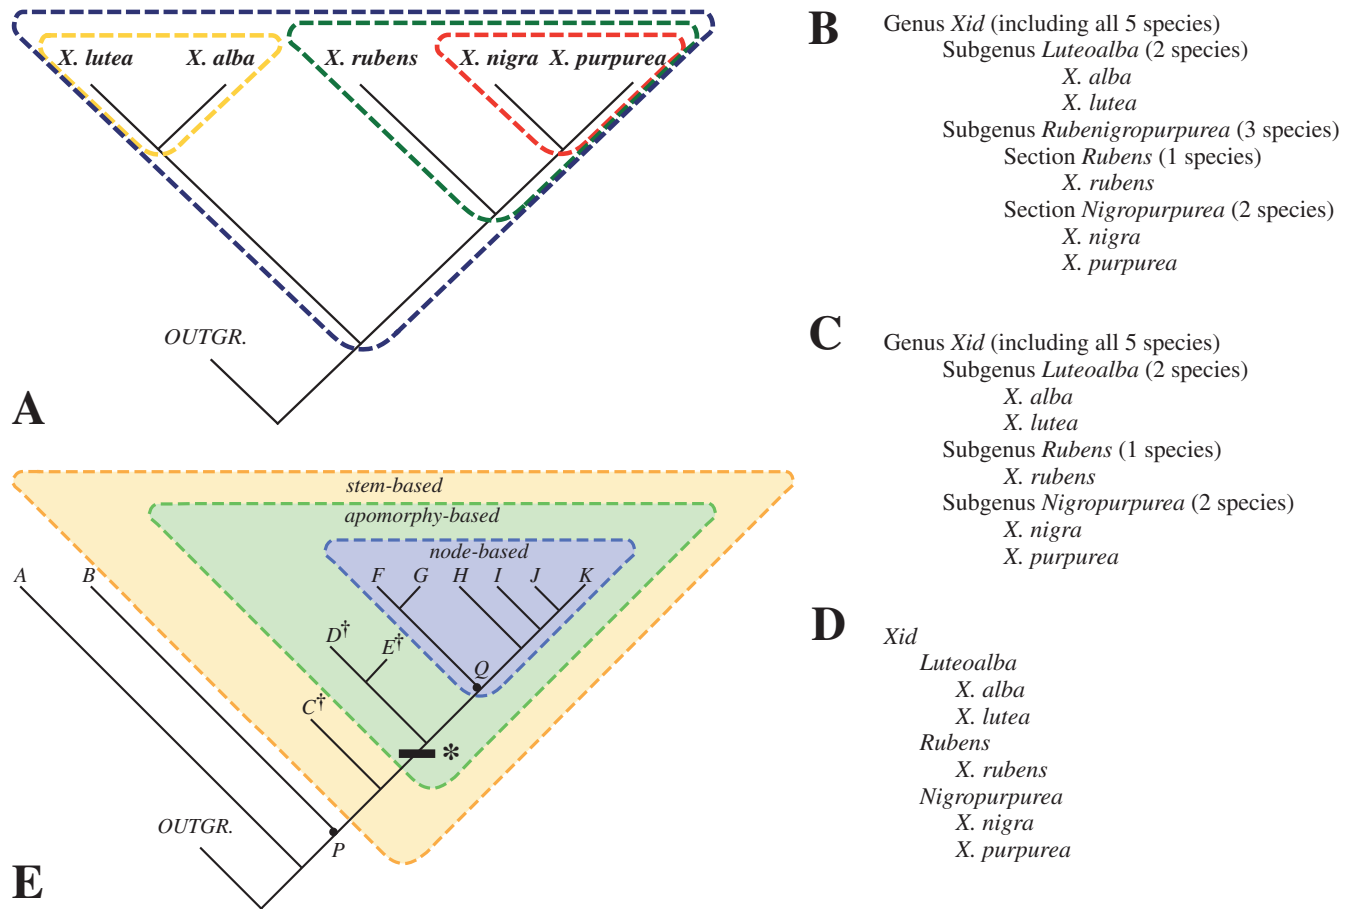 X. lutea X. alba X. rubens X. nigra X. purpurea
OUTGR.
A
B
Genus Xid (including all 5 species)
Subgenus Luteoalba (2 species)
X. alba
X. lutea
Subgenus Rubenigropurpurea (3 species)
Section Rubens (1 species)
X. rubens
Section Nigropurpurea (2 species)
X. nigra
X. purpurea
C
Genus Xid (including all 5 species)
Subgenus Luteoalba (2 species)
X. alba
X. lutea
Subgenus Rubens (1 species)
X. rubens
Subgenus Nigropurpurea (2 species)
X. nigra
X. purpurea
D
Xid
Luteoalba
X. alba
X. lutea
Rubens
X. rubens
Nigropurpurea
X. nigra
X. purpurea
stem-based
apomorphy-based
node-based
A B F G H I J K
D† E†
Q
C†
*
OUTGR.
P
E